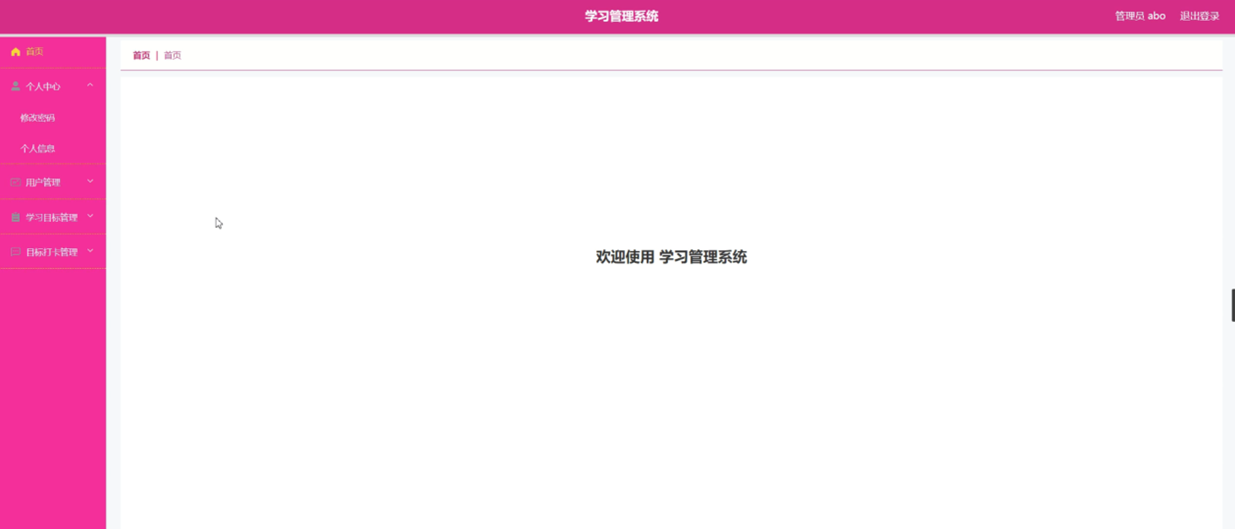 学习管理系统
管理员 abo 退出登录
首页
个人中心
修改密码
个人信息
用户管理
学习目标管理
目标打卡管理
首页 | 首页
欢迎使用 学习管理系统